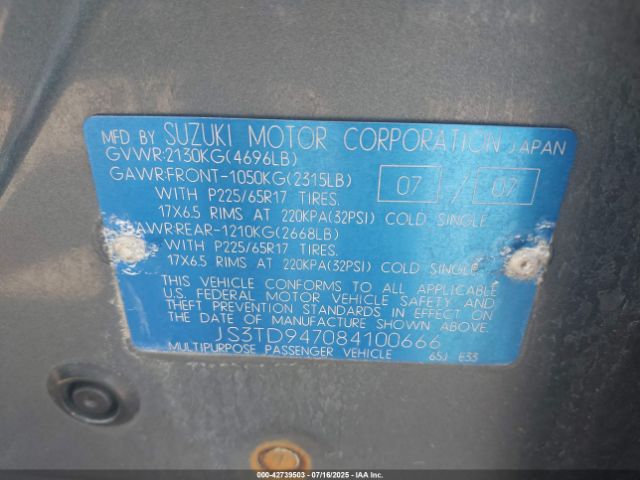 MFD BY SUZUKI MOTOR CORPORATION JAPAN
GVWR:2130KG(4696LB)
GAWR:FRONT-1050KG(2315LB)
07 / 07
WITH P225/65R17 TIRES.
17X6.5 RIMS AT 220KPA(32PSI) COLD SINGLE
GAWR:REAR-1210KG(2668LB)
WITH P225/65R17 TIRES.
17X6.5 RIMS AT 220KPA(32PSI) COLD SINGLE
THIS VEHICLE CONFORMS TO ALL APPLICABLE
U.S. FEDERAL MOTOR VEHICLE SAFETY, AND
THEFT PREVENTION STANDARDS IN EFFECT ON
THE DATE OF MANUFACTURE SHOWN ABOVE.
JS3TD947084100666
MULTIPURPOSE PASSENGER VEHICLE 65J E33
000-42739503 - 07/16/2025 - IAA Inc.